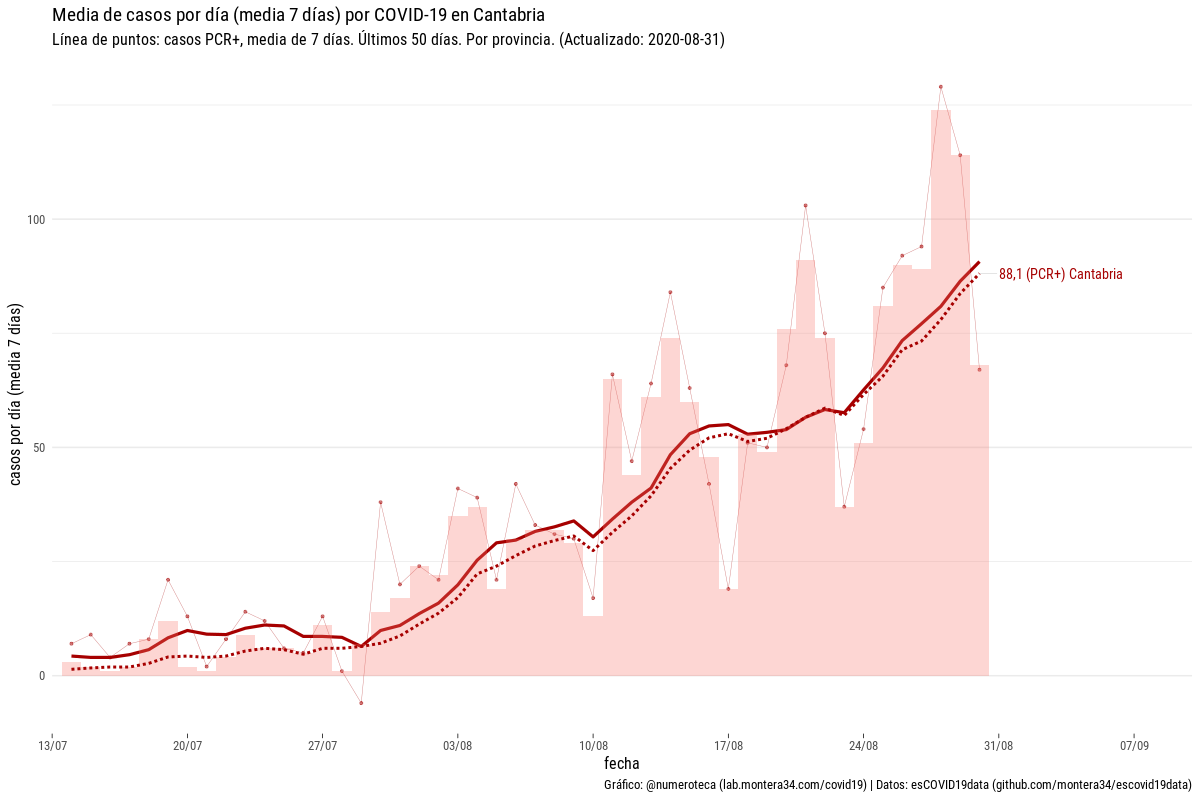 Media de casos por día (media 7 días) por COVID-19 en Cantabria
Línea de puntos: casos PCR+, media de 7 días. Últimos 50 días. Por provincia. (Actualizado: 2020-08-31)
casos por día (media 7 días)
100
50
0
88,1 (PCR+) Cantabria
13/07
20/07
27/07
03/08
10/08
17/08
24/08
31/08
07/09
fecha
Gráfico: @numeroteca (lab.montera34.com/covid19) | Datos: esCOVID19data (github.com/montera34/escovid19data)